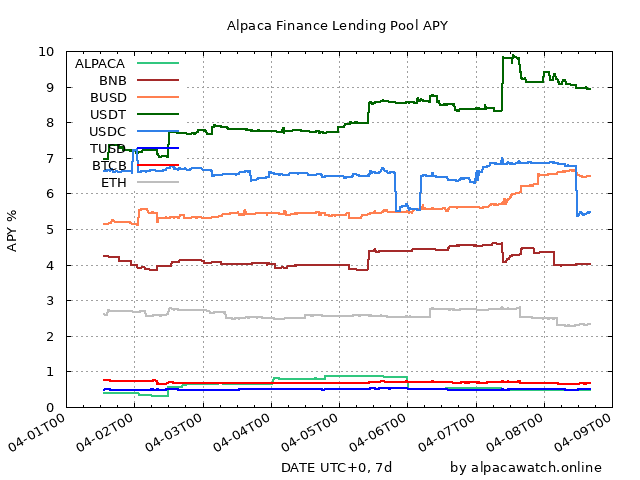 Alpaca Finance Lending Pool APY
10
9
8
7
6
5
4
3
2
1
0
APY %
ALPACA
BNB
BUSD
USDT
USDC
TUSD
BTCB
ETH
04-01T00
04-02T00
04-03T00
04-04T00
04-05T00
04-06T00
04-07T00
04-08T00
04-09T00
DATE UTC+0, 7d
by alpacawatch.online